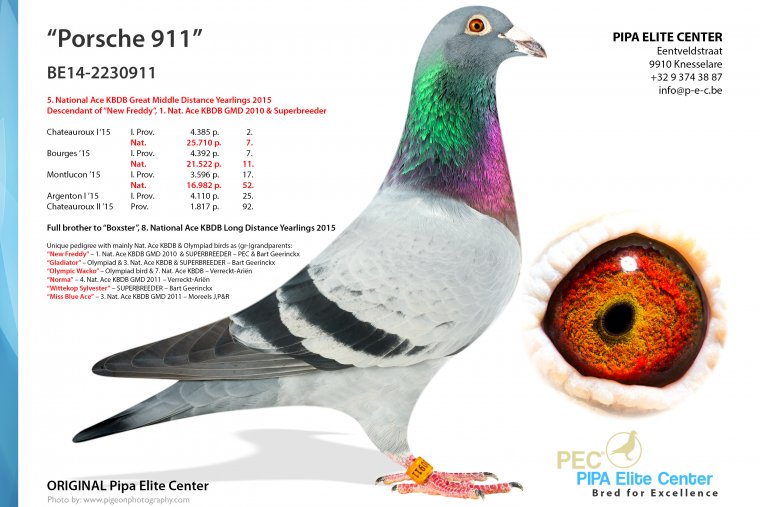 “Porsche 911”
BE14-2230911
5. National Ace KBDB Great Middle Distance Yearlings 2015
Descendant of “New Freddy”, 1. Nat. Ace KBDB GMD 2010 & Superbreeder
Chateauroux I ’15 I. Prov. 4.385 p. 2.
Nat. 25.710 p. 7.
Bourges ’15 I. Prov. 4.392 p. 7.
Nat. 21.522 p. 11.
Montlucon ’15 I. Prov. 3.596 p. 17.
Nat. 16.982 p. 52.
Argenton I ’15 I. Prov. 4.110 p. 25.
Chateauroux II ’15 Prov. 1.817 p. 92.
Full brother to “Boxster”, 8. National Ace KBDB Long Distance Yearlings 2015
Unique pedigree with mainly Nat. Ace KBDB & Olympiad birds as (gr-)grandparents:
“New Freddy” – 1. Nat. Ace KBDB GMD 2010 & SUPERBREEDER – PEC & Bart Geerinckx
“Gladiator” – Olympiad & 3. Nat. Ace KBDB & SUPERBREEDER – Bart Geerinckx
“Olympic Wacko” – Olympiad bird & 7. Nat. Ace KBDB – Verreckt-Ariën
“Norma” – 4. Nat. Ace KBDB GMD 2011 – Verreckt-Ariën
“Wittekop Sylvester” – SUPERBREEDER – Bart Geerinckx
“Miss Blue Ace” – 3. Nat. Ace KBDB GMD 2011 – Moreels J,P&R
PIPA ELITE CENTER
Eentveldstraat
9910 Knesselare
+32 9 374 38 87
info@p-e-c.be
PEC
PIPA Elite Center
Bred for Excellence
ORIGINAL Pipa Elite Center
Photo by: www.pigeonphotography.com